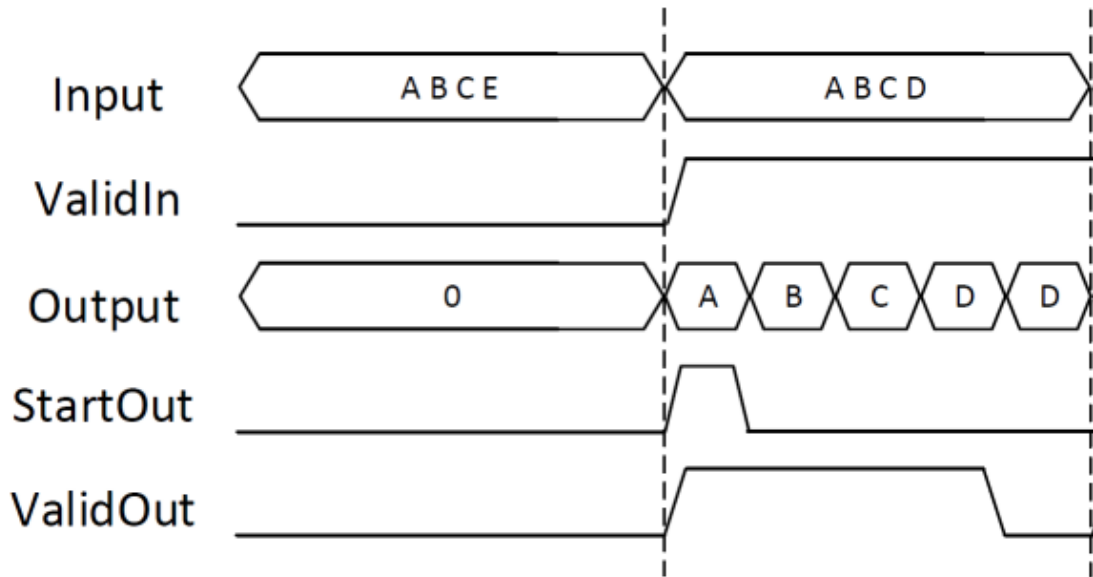 Input A B C E A B C D
ValidIn
Output 0 A B C D D
StartOut
ValidOut